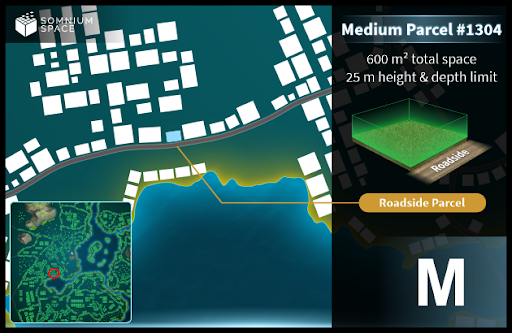 SOMNIUM
SPACE
Medium Parcel #1304
600 m² total space
25 m height & depth limit
Roadside
Roadside Parcel
M